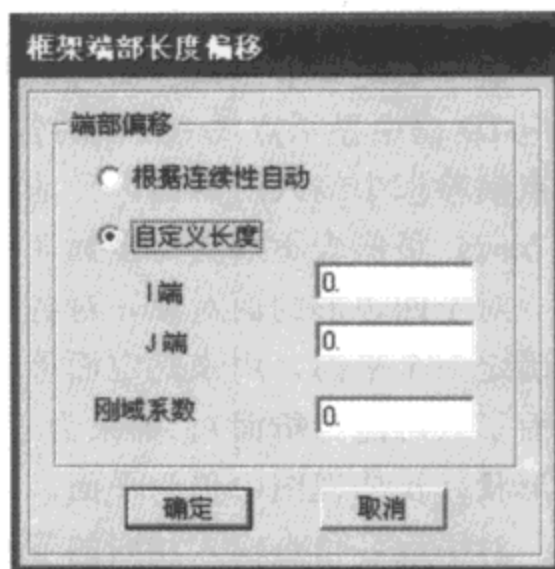 框架端部长度偏移
端部偏移
根据连续性自动
自定义长度
I端 0.
J端 0.
刚域系数 0.
确定 取消